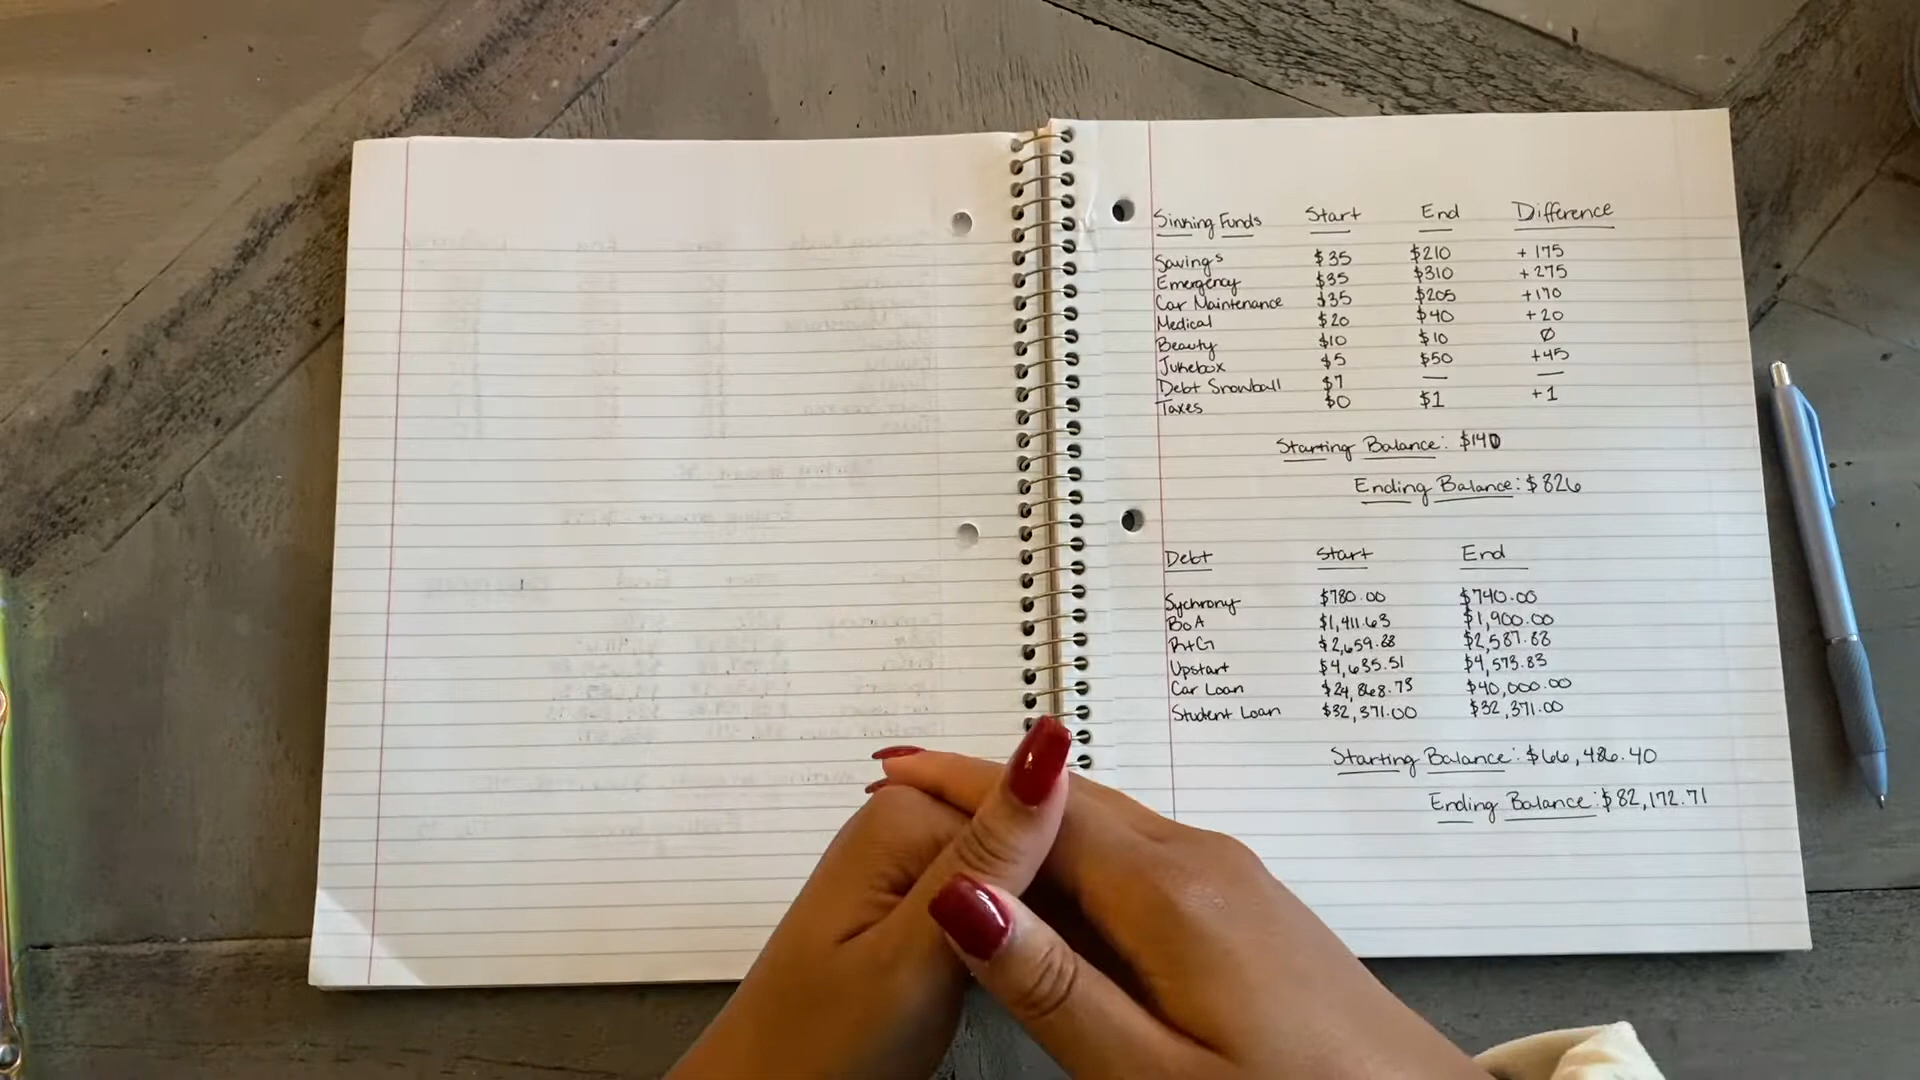 Sinking Funds Start End Difference
Savings $35 $210 +175
Emergency $35 $310 +275
Car Maintenance $35 $205 +170
Medical $20 $40 +20
Beauty $10 $10 Ø
Jukebox $5 $50 +45
Debt Snowball $7 — —
Taxes $0 $1 +1
Starting Balance: $140
Ending Balance: $826
Debt Start End
Sychrony $780.00 $740.00
BoA $1,911.63 $1,900.00
R+G $2,659.88 $2,587.88
Upstart $4,635.51 $4,573.83
Car Loan $24,868.73 $40,000.00
Student Loan $32,371.00 $32,371.00
Starting Balance: $66,486.40
Ending Balance: $82,172.71